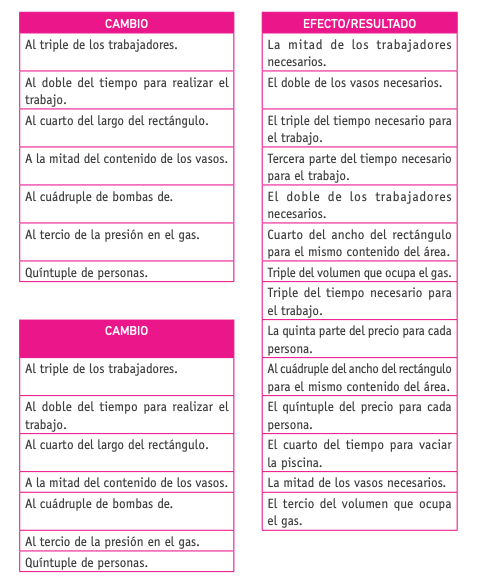 CAMBIO
Al triple de los trabajadores.
Al doble del tiempo para realizar el
trabajo.
Al cuarto del largo del rectángulo.
A la mitad del contenido de los vasos.
Al cuádruple de bombas de.
Al tercio de la presión en el gas.
Quíntuple de personas.
CAMBIO
Al triple de los trabajadores.
Al doble del tiempo para realizar el
trabajo.
Al cuarto del largo del rectángulo.
A la mitad del contenido de los vasos.
Al cuádruple de bombas de.
Al tercio de la presión en el gas.
Quíntuple de personas.
EFECTO/RESULTADO
La mitad de los trabajadores
necesarios.
El doble de los vasos necesarios.
El triple del tiempo necesario para
el trabajo.
Tercera parte del tiempo necesario
para el trabajo.
El doble de los trabajadores
necesarios.
Cuarto del ancho del rectángulo
para el mismo contenido del área.
Triple del volumen que ocupa el gas.
Triple del tiempo necesario para
el trabajo.
La quinta parte del precio para cada
persona.
Al cuádruple del ancho del rectángulo
para el mismo contenido del área.
El quíntuple del precio para cada
persona.
El cuarto del tiempo para vaciar
la piscina.
La mitad de los vasos necesarios.
El tercio del volumen que ocupa
el gas.